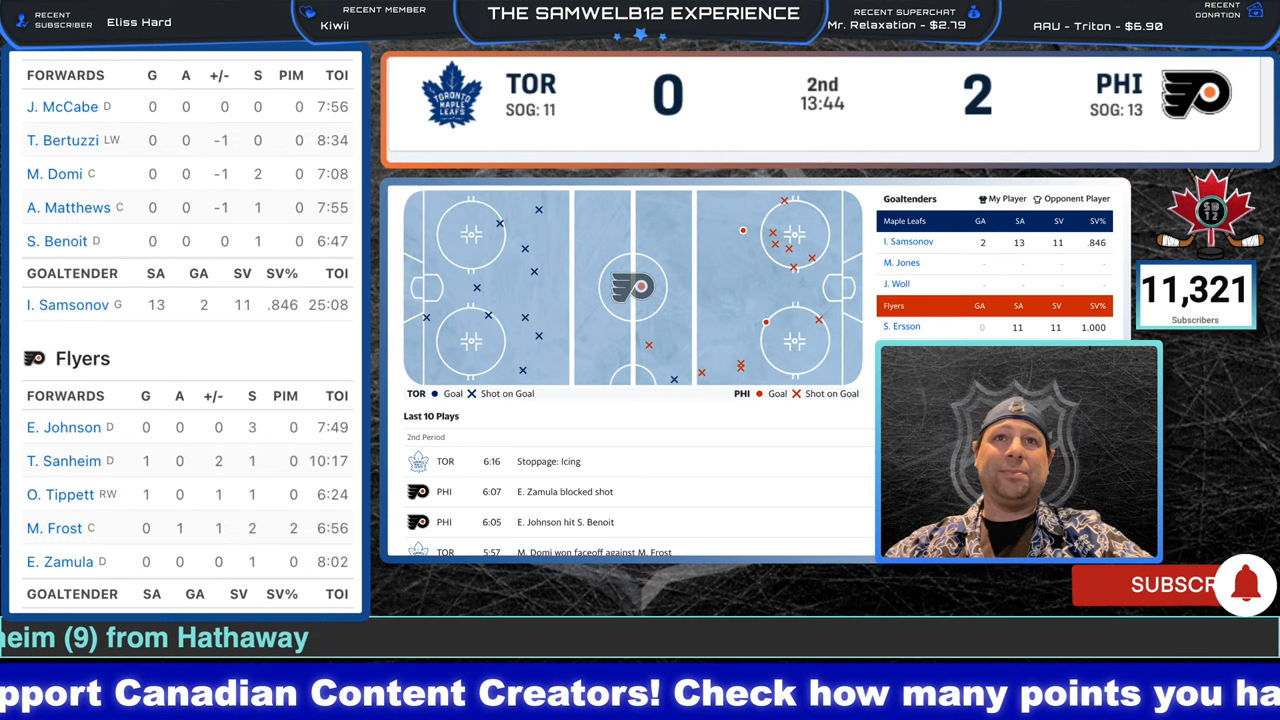 RECENT SUBSCRIBER Eliss Hard
RECENT MEMBER
Kiwii
THE SAMWELB12 EXPERIENCE
RECENT SUPERCHAT
Mr. Relaxation - $2.79
RECENT DONATION
AAU - Triton - $6.90
FORWARDS G A +/- S PIM TOI
J. McCabe D 0 0 0 0 0 7:56
T. Bertuzzi LW 0 0 -1 0 0 8:34
M. Domi C 0 0 -1 2 0 7:08
A. Matthews C 0 0 -1 1 0 7:55
S. Benoit D 0 0 0 1 0 6:47
GOALTENDER SA GA SV SV% TOI
I. Samsonov G 13 2 11 .846 25:08
Flyers
FORWARDS G A +/- S PIM TOI
E. Johnson D 0 0 0 3 0 7:49
T. Sanheim D 1 0 2 1 0 10:17
O. Tippett RW 1 0 1 1 0 6:24
M. Frost C 0 1 1 2 2 6:56
E. Zamula D 0 0 0 1 0 8:02
GOALTENDER SA GA SV SV% TOI
TORONTO MAPLE LEAFS
TOR
SOG: 11
0
2nd
13:44
2
PHI
SOG: 13
TOR Goal Shot on Goal
PHI Goal Shot on Goal
Last 10 Plays
2nd Period
TOR 6:16 Stoppage: Icing
PHI 6:07 E. Zamula blocked shot
PHI 6:05 E. Johnson hit S. Benoit
TOR 5:57 M. Domi won faceoff against M. Frost
Goaltenders My Player Opponent Player
Maple Leafs GA SA SV SV%
I. Samsonov 2 13 11 .846
M. Jones - - - -
J. Woll - - - -
Flyers GA SA SV SV%
S. Ersson 0 11 11 1.000
SB
12
11,321
Subscribers
SUBSCR
heim (9) from Hathaway
pport Canadian Content Creators! Check how many points you ha